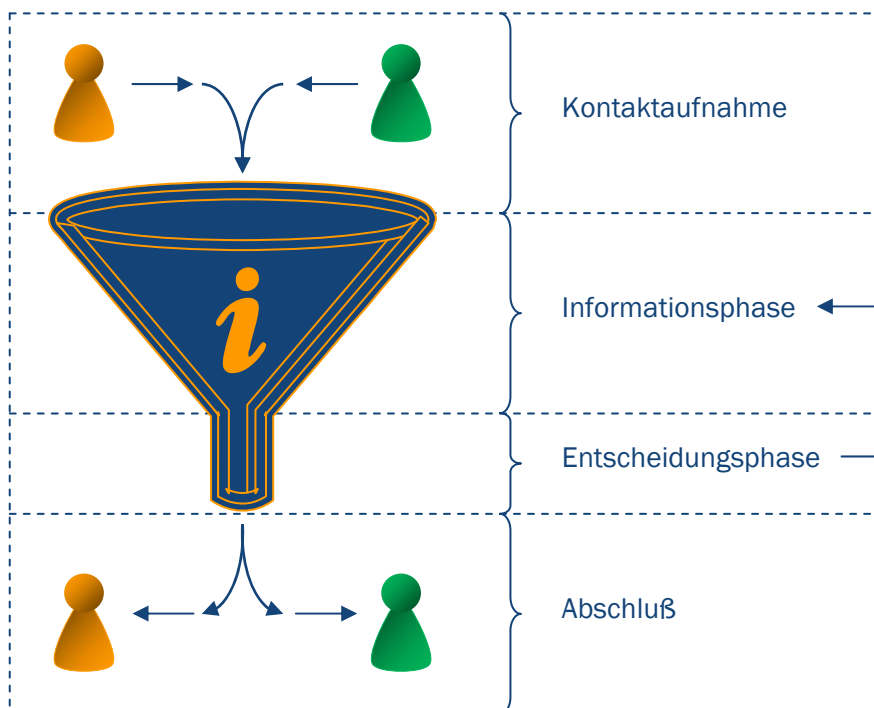 Kontaktaufnahme
i
Informationsphase
Entscheidungsphase
Abschluß